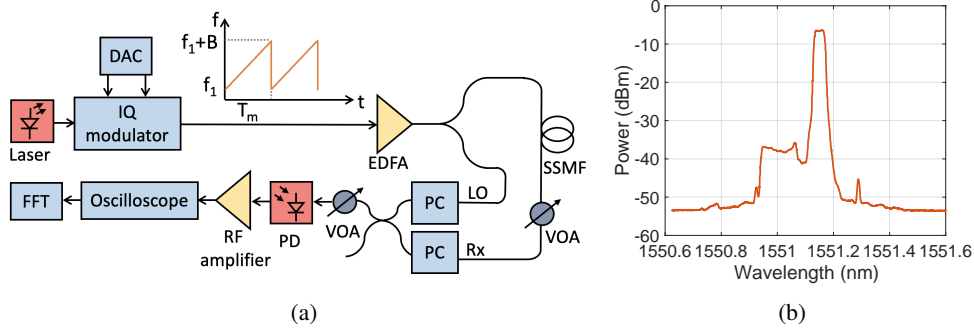 DAC
IQ
modulator
Laser
f
f1+B
f1
Tm
t
EDFA
SSMF
VOA
LO
PC
PC
Rx
VOA
PD
RF
amplifier
Oscilloscope
FFT
(a)
0
-10
-20
-30
-40
-50
-60
Power (dBm)
1550.6 1550.8 1551 1551.2 1551.4 1551.6
Wavelength (nm)
(b)